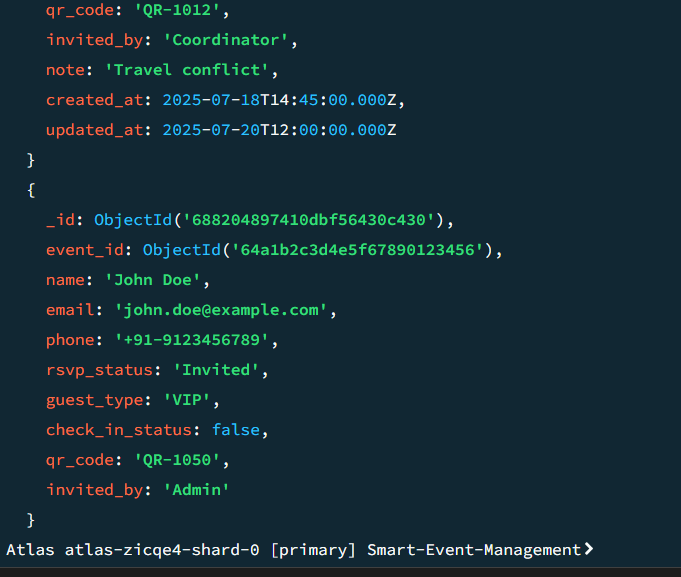 qr_code: 'QR-1012',
invited_by: 'Coordinator',
note: 'Travel conflict',
created_at: 2025-07-18T14:45:00.000Z,
updated_at: 2025-07-20T12:00:00.000Z
}
{
_id: ObjectId('688204897410dbf56430c430'),
event_id: ObjectId('64a1b2c3d4e5f67890123456'),
name: 'John Doe',
email: 'john.doe@example.com',
phone: '+91-9123456789',
rsvp_status: 'Invited',
guest_type: 'VIP',
check_in_status: false,
qr_code: 'QR-1050',
invited_by: 'Admin'
}
Atlas atlas-zicqe4-shard-0 [primary] Smart-Event-Management>